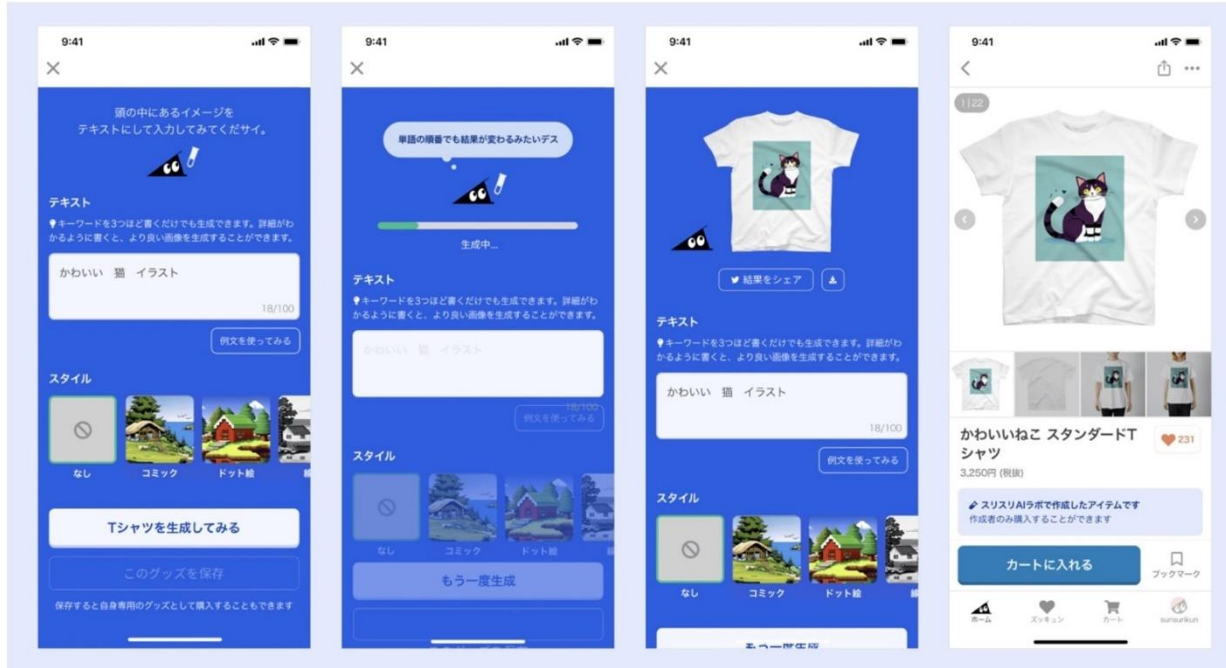 9:41
頭の中にあるイメージを
テキストにして入力してみてくだサイ。
テキスト
キーワードを3つほど書くだけでも生成できます。詳細がわ
かるように書くと、より良い画像を生成することができます。
かわいい 猫 イラスト
18/100
例文を使ってみる
スタイル
なし
コミック
ドット絵
Tシャツを生成してみる
このグッズを保存
保存すると自身専用のグッズとして購入することもできます
9:41
単語の順番でも結果が変わるみたいデス
生成中...
テキスト
キーワードを3つほど書くだけでも生成できます。詳細がわ
かるように書くと、より良い画像を生成することができます。
かわいい 猫 イラスト
18/100
例文を使ってみる
スタイル
なし
コミック
ドット絵
もう一度生成
9:41
結果をシェア
テキスト
キーワードを3つほど書くだけでも生成できます。詳細がわ
かるように書くと、より良い画像を生成することができます。
かわいい 猫 イラスト
18/100
例文を使ってみる
スタイル
なし
コミック
ドット絵
もう一度生成
9:41
1|22
かわいいねこ スタンダードT
シャツ
231
3,250円 (税抜)
スリスリAIラボで作成したアイテムです
作成者のみ購入することができます
カートに入れる
ブックマーク
ホーム
ズッキュン
カート
surisurikun